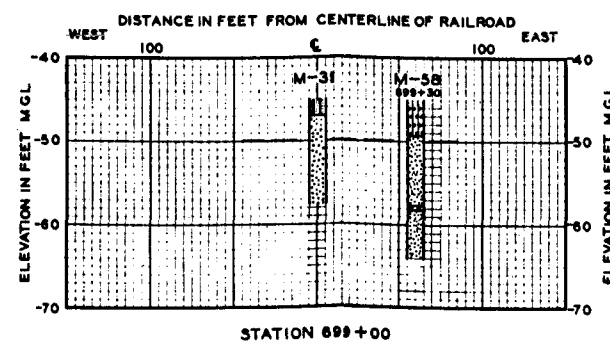 DISTANCE IN FEET FROM CENTERLINE OF RAILROAD
WEST 100 ℄ 100 EAST
-40 M-31 M-58 -40
699+30
-50 -50
-60 -60
-70 -70
ELEVATION IN FEET M G L
ELEVATION IN FEET M G L
STATION 699+00